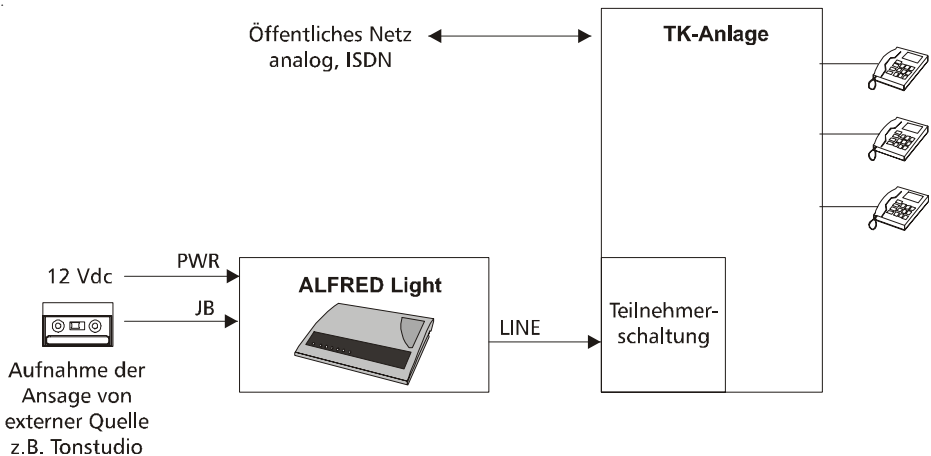 Öffentliches Netz
analog, ISDN
TK-Anlage
12 Vdc
PWR
JB
ALFRED Light
LINE
Teilnehmer-
schaltung
Aufnahme der
Ansage von
externer Quelle
z.B. Tonstudio